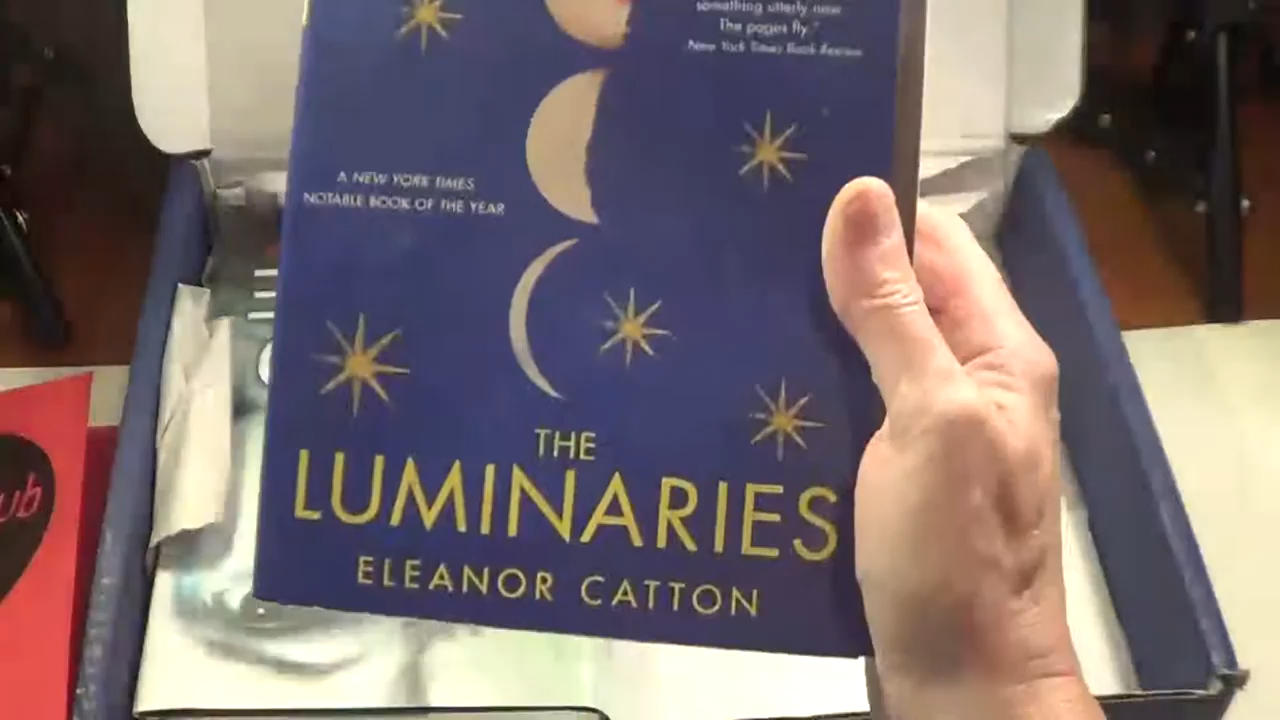 something utterly new.
The pages fly."
New York Times Book Review
A NEW YORK TIMES
NOTABLE BOOK OF THE YEAR
THE
LUMINARIES
ELEANOR CATTON
ub